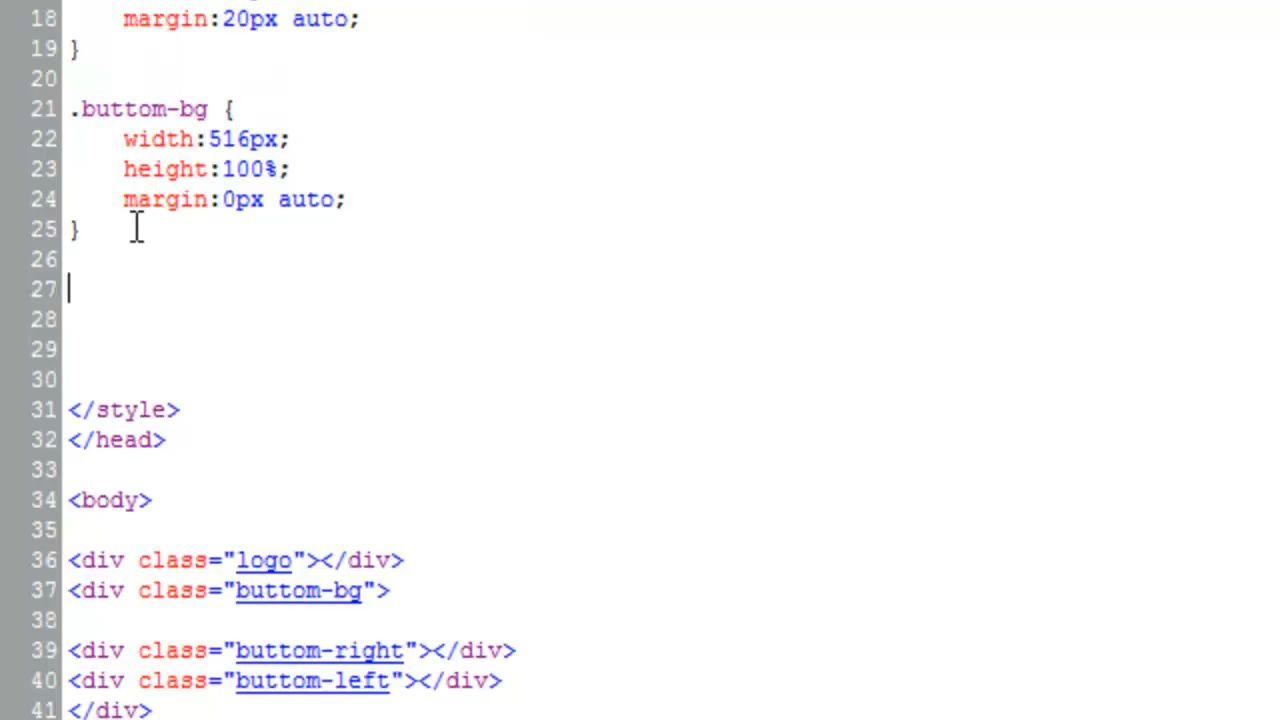 18 margin:20px auto;
19 }
20
21 .buttom-bg {
22 width:516px;
23 height:100%;
24 margin:0px auto;
25 }
26
27
28
29
30
31 </style>
32 </head>
33
34 <body>
35
36 <div class="logo"></div>
37 <div class="buttom-bg">
38
39 <div class="buttom-right"></div>
40 <div class="buttom-left"></div>
41 </div>